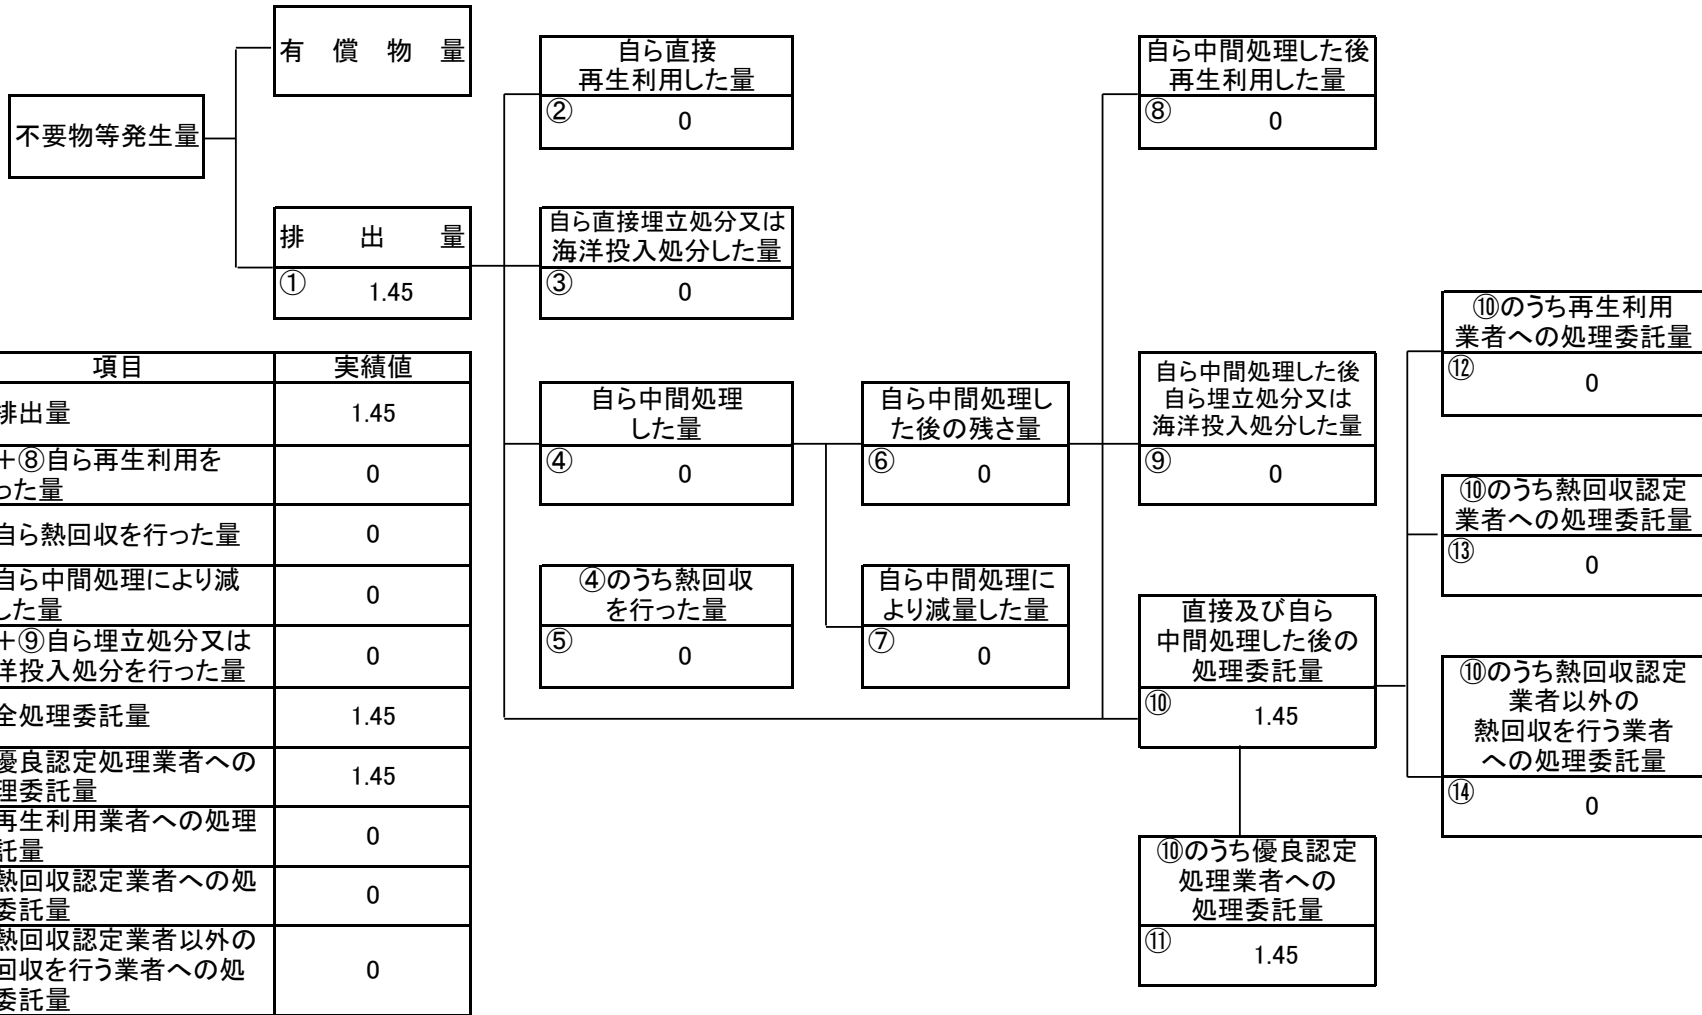 不要物等発生量
有償物量
排出量
①
1.45
自ら直接
再生利用した量
②
0
自ら直接埋立処分又は
海洋投入処分した量
③
0
自ら中間処理
した量
④
0
④のうち熱回収
を行った量
⑤
0
自ら中間処理し
た後の残さ量
⑥
0
自ら中間処理に
より減量した量
⑦
0
自ら中間処理した後
再生利用した量
⑧
0
自ら中間処理した後
自ら埋立処分又は
海洋投入処分した量
⑨
0
直接及び自ら
中間処理した後の
処理委託量
⑩
1.45
⑩のうち優良認定
処理業者への
処理委託量
⑪
1.45
⑩のうち再生利用
業者への処理委託量
⑫
0
⑩のうち熱回収認定
業者への処理委託量
⑬
0
⑩のうち熱回収認定
業者以外の
熱回収を行う業者
への処理委託量
⑭
0
項目 実績値
排出量 1.45
+⑧自ら再生利用を
った量
0
自ら熱回収を行った量 0
自ら中間処理により減
した量
0
+⑨自ら埋立処分又は
洋投入処分を行った量
0
全処理委託量 1.45
優良認定処理業者への
理委託量
1.45
再生利用業者への処理
託量
0
熱回収認定業者への処
委託量
0
熱回収認定業者以外の
回収を行う業者への処
委託量
0